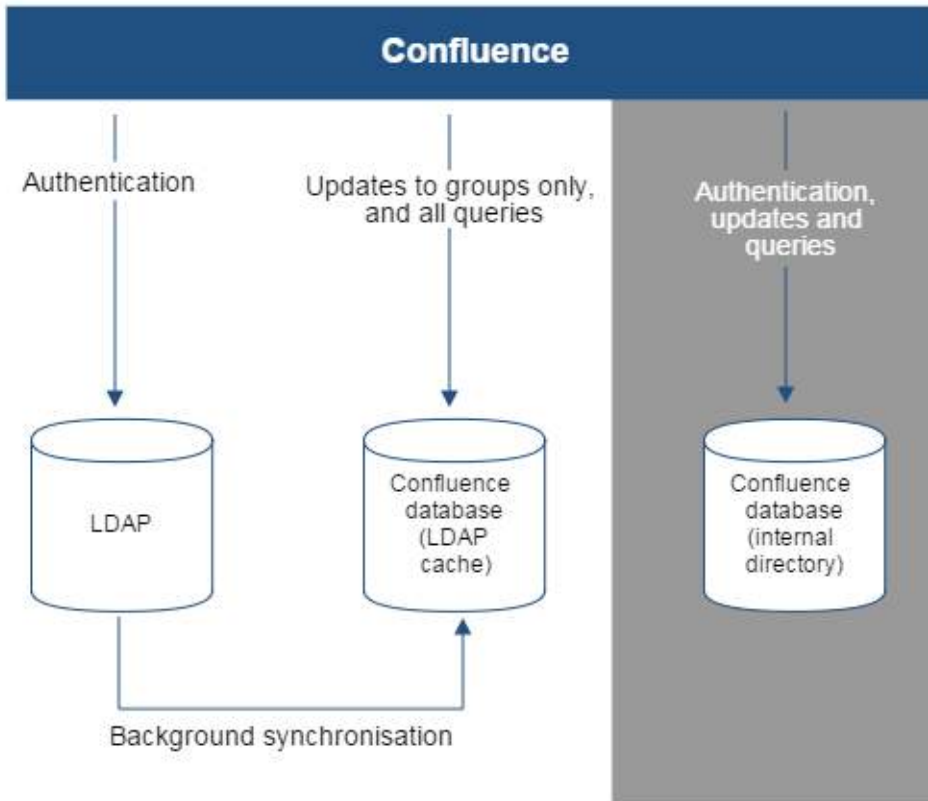 Confluence
Authentication
Updates to groups only,
and all queries
Authentication,
updates and
queries
LDAP
Confluence
database
(LDAP
cache)
Confluence
database
(internal
directory)
Background synchronisation